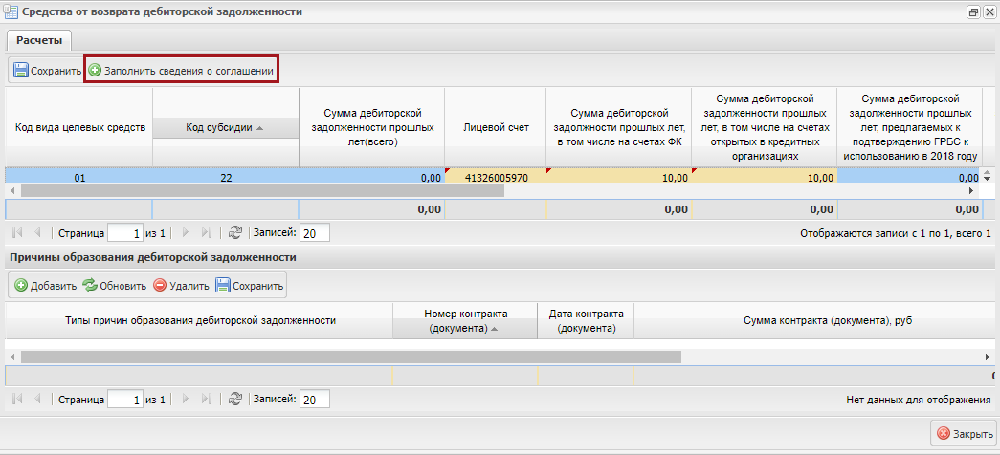 Средства от возврата дебиторской задолженности
Расчеты
Сохранить Заполнить сведения о соглашении
Код вида целевых средств
Код субсидии
Сумма дебиторской
задолженности прошлых
лет(всего)
Лицевой счет
Сумма дебиторской
задолжности прошлых лет,
в том числе на счетах ФК
Сумма дебиторской
задолженности прошлых
лет, в том числе на счетах
открытых в кредитных
организациях
Сумма дебиторской
задолженности прошлых
лет, предлагаемых к
подтверждению ГРБС к
использованию в 2018 году
01 22 0,00 41326005970 10,00 10,00 0,00
0,00 0,00 0,00 0,00
Страница 1 из 1 Записей: 20 Отображаются записи с 1 по 1, всего 1
Причины образования дебиторской задолженности
Добавить Обновить Удалить Сохранить
Типы причин образования дебиторской задолженности
Номер контракта
(документа)
Дата контракта
(документа)
Сумма контракта (документа), руб
0
Страница 1 из 1 Записей: 20 Нет данных для отображения
Закрыть